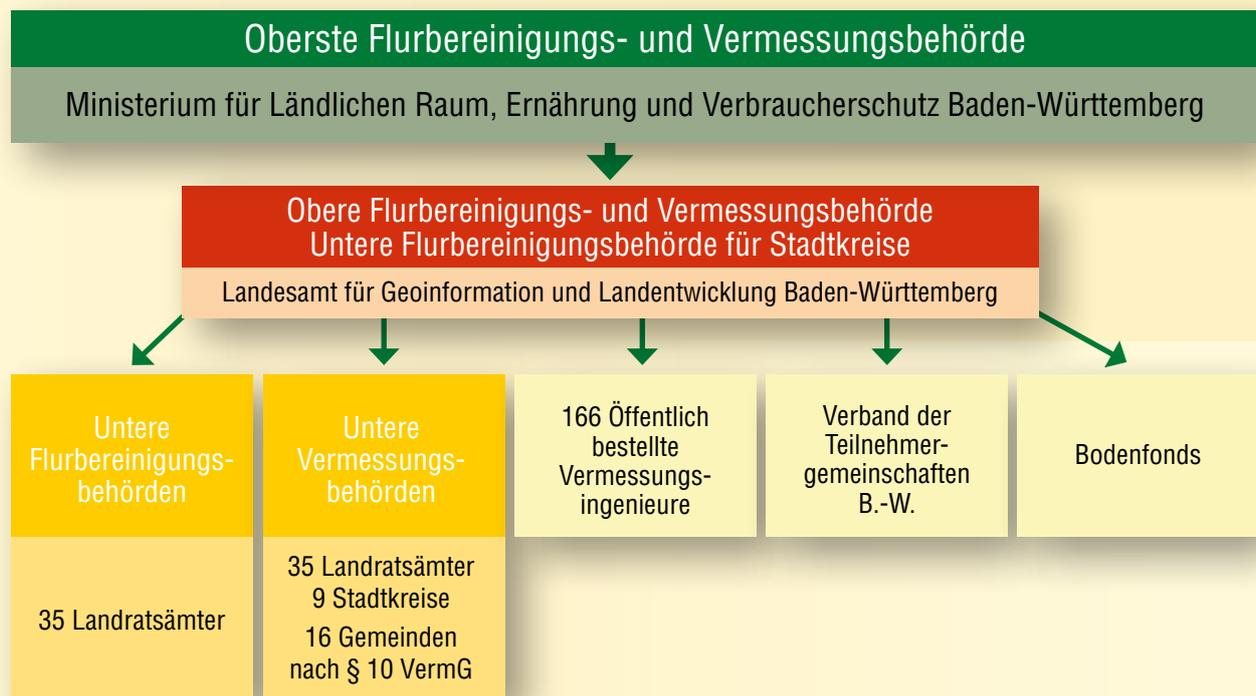 Oberste Flurbereinigungs- und Vermessungsbehörde
Ministerium für Ländlichen Raum, Ernährung und Verbraucherschutz Baden-Württemberg
Obere Flurbereinigungs- und Vermessungsbehörde
Untere Flurbereinigungsbehörde für Stadtkreise
Landesamt für Geoinformation und Landentwicklung Baden-Württemberg
Untere
Flurbereinigungs-
behörden
35 Landratsämter
Untere
Vermessungs-
behörden
35 Landratsämter
9 Stadtkreise
16 Gemeinden
nach § 10 VermG
166 Öffentlich
bestellte
Vermessungs-
ingenieure
Verband der
Teilnehmer-
gemeinschaften
B.-W.
Bodenfonds